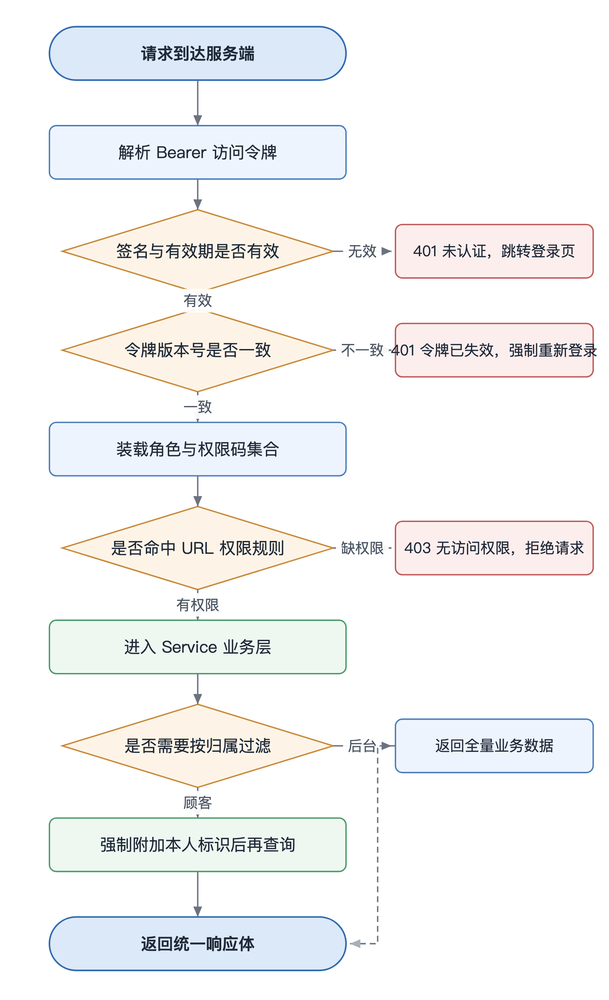 请求到达服务端
解析 Bearer 访问令牌
签名与有效期是否有效
无效
401 未认证，跳转登录页
有效
令牌版本号是否一致
不一致
401 令牌已失效，强制重新登录
一致
装载角色与权限码集合
是否命中 URL 权限规则
缺权限
403 无访问权限，拒绝请求
有权限
进入 Service 业务层
是否需要按归属过滤
后台
返回全量业务数据
顾客
强制附加本人标识后再查询
返回统一响应体